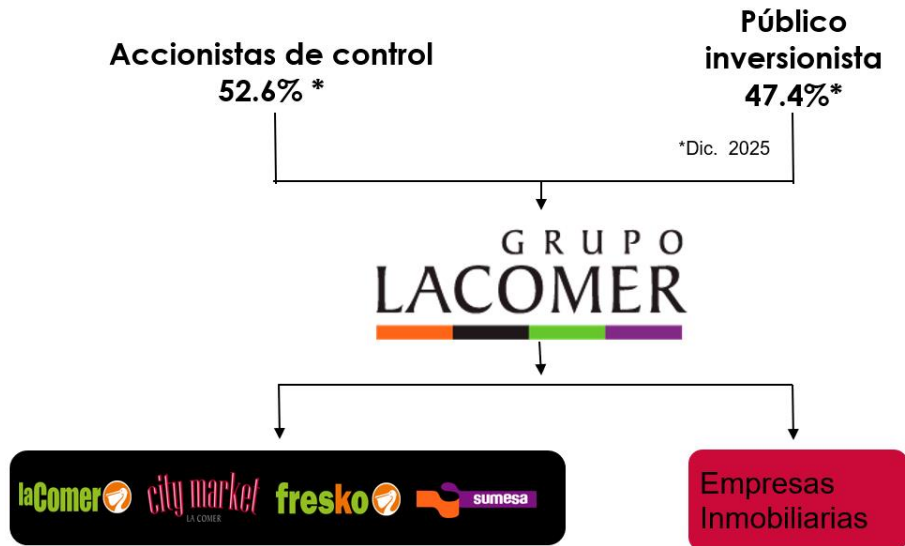 Accionistas de control
52.6% *
Público
inversionista
47.4%*
*Dic. 2025
GRUPO
LACOMER
laComer
city market
LA COMER
fresko
sumesa
Empresas
Inmobiliarias